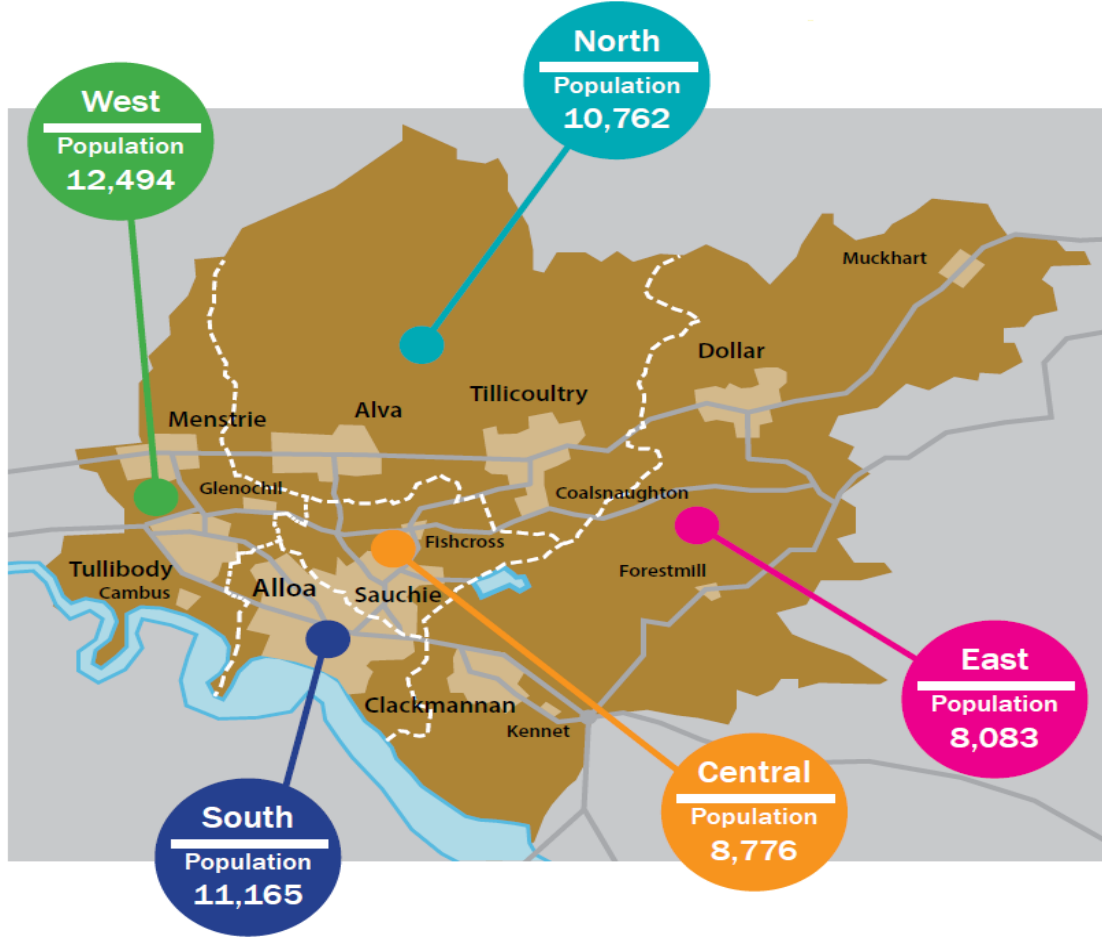 North
Population
10,762
West
Population
12,494
Muckhart
Dollar
Tillicoultry
Alva
Menstrie
Glenochil
Coalsnaughton
Fishcross
Forestmill
Tullibody
Cambus
Alloa
Sauchie
Clackmannan
Kennet
East
Population
8,083
Central
Population
8,776
South
Population
11,165